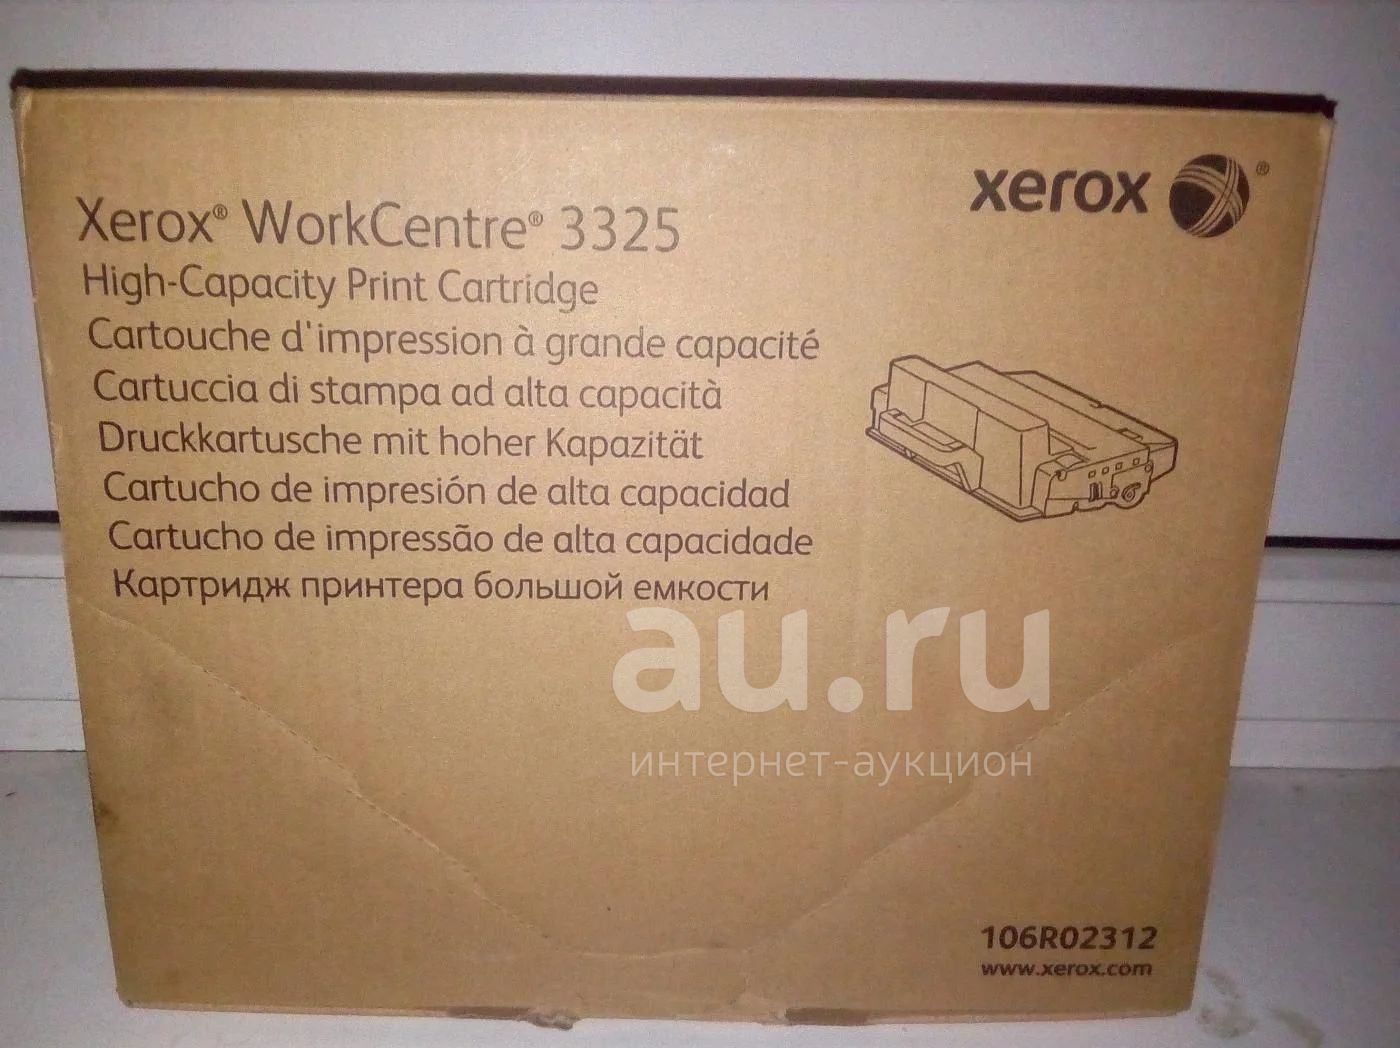 xerox ®
Xerox® WorkCentre® 3325
High-Capacity Print Cartridge
Cartouche d'impression à grande capacité
Cartuccia di stampa ad alta capacità
Druckkartusche mit hoher Kapazität
Cartucho de impresión de alta capacidad
Cartucho de impressão de alta capacidade
Картридж принтера большой емкости
au.ru
интернет-аукцион
106R02312
www.xerox.com